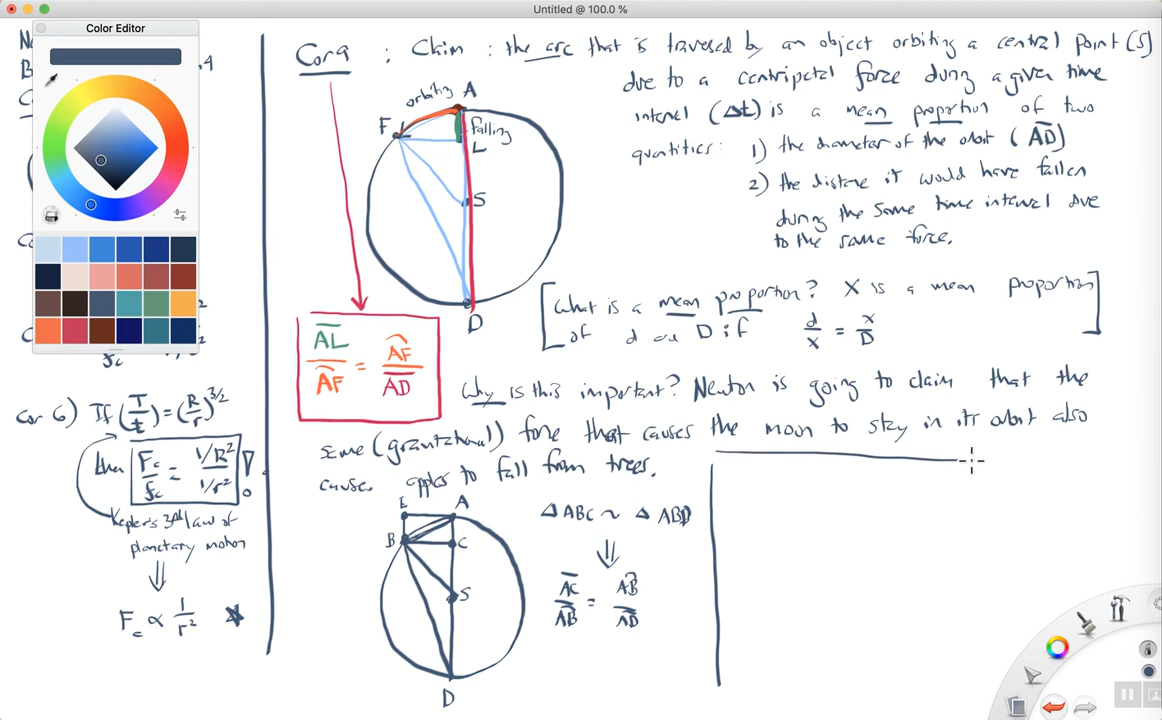 Untitled @ 100.0 %
Color Editor
Cor 6) If (T/t) = (R/r)^3/2
then Fc/fc = 1/R²/1/r² !
Kepler's 3rd law of
planetary motion
⇓
Fc ∝ 1/r²
Cor 9 : Claim : the arc that is traversed by an object orbiting a central point (S)
due to a centripetal force during a given time
interval (Δt) is a mean proportion of two
quantities: 1) the diameter of the orbit (AD)
2) the distance it would have fallen
during the same time interval due
to the same force.
orbiting A
F
falling
L
S
D
AL/AF = AF/AD
[What is a mean proportion? X is a mean proportion
of d and D if d/x = x/D]
Why is this important? Newton is going to claim that the
same (gravitational) force that causes the moon to stay in its orbit also
causes apples to fall from trees.
E A
B C
S
D
Δ ABC ~ Δ ABD
⇓
AC/AB = AB/AD